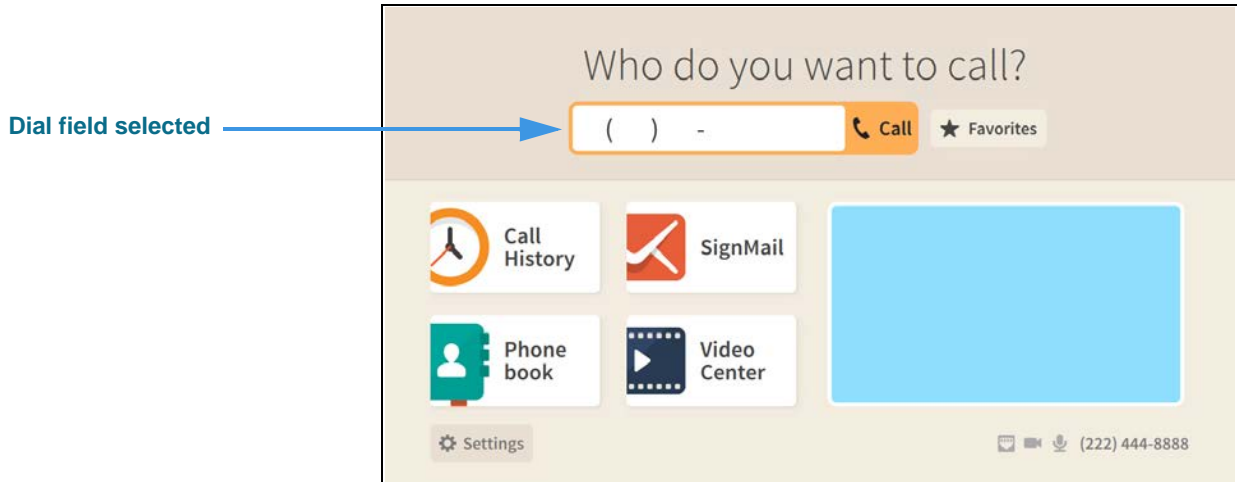 Who do you want to call?
Dial field selected
( ) -
Call
Favorites
Call
History
SignMail
Phone
book
Video
Center
Settings
(222) 444-8888